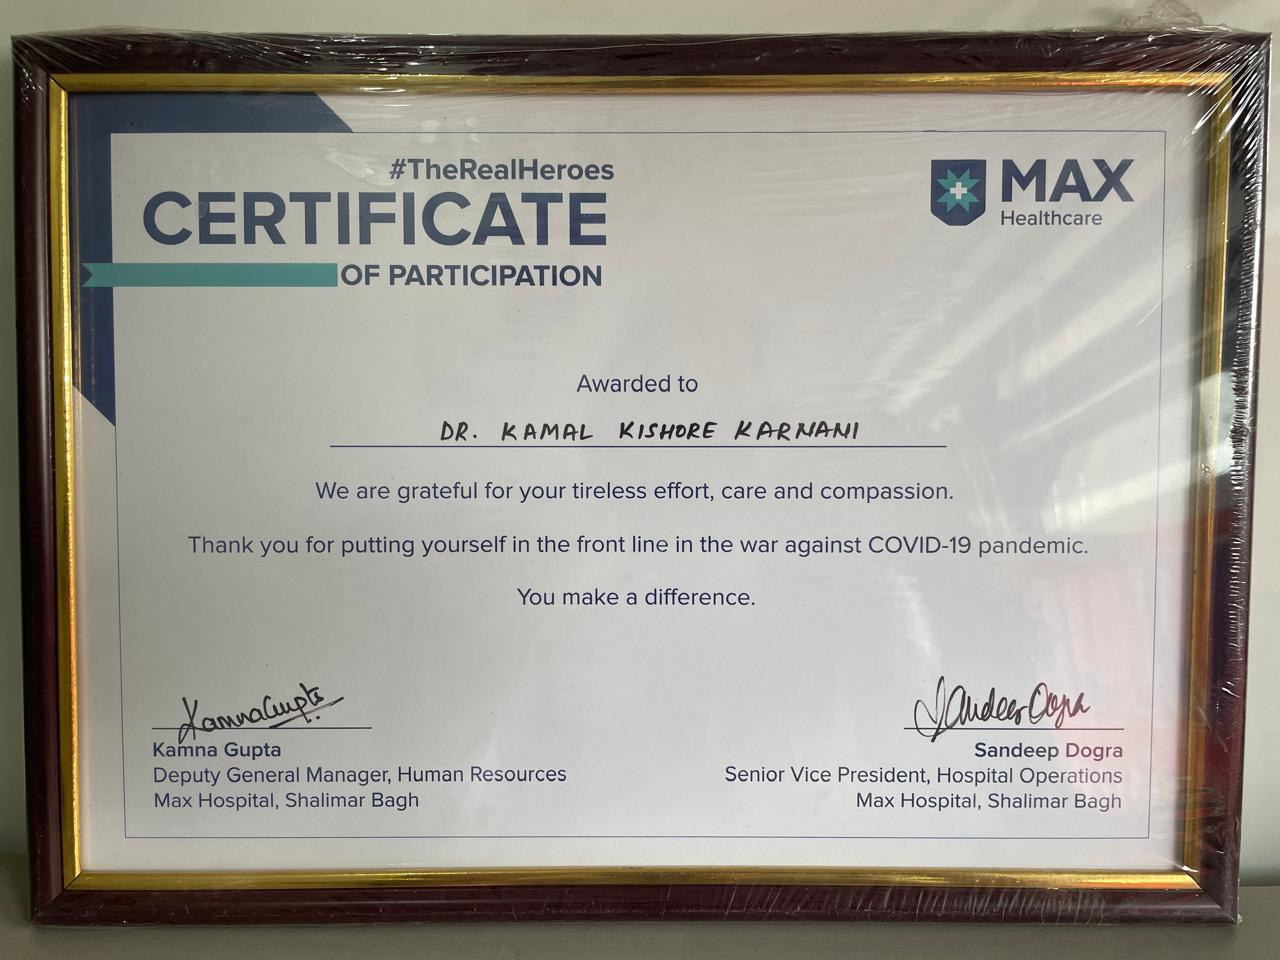 #TheRealHeroes
CERTIFICATE
OF PARTICIPATION
MAX
Healthcare
Awarded to
DR. KAMAL KISHORE KARNANI
We are grateful for your tireless effort, care and compassion.
Thank you for putting yourself in the front line in the war against COVID-19 pandemic.
You make a difference.
KamnaGupta
Kamna Gupta
Deputy General Manager, Human Resources
Max Hospital, Shalimar Bagh
Sandeep Dogra
Sandeep Dogra
Senior Vice President, Hospital Operations
Max Hospital, Shalimar Bagh